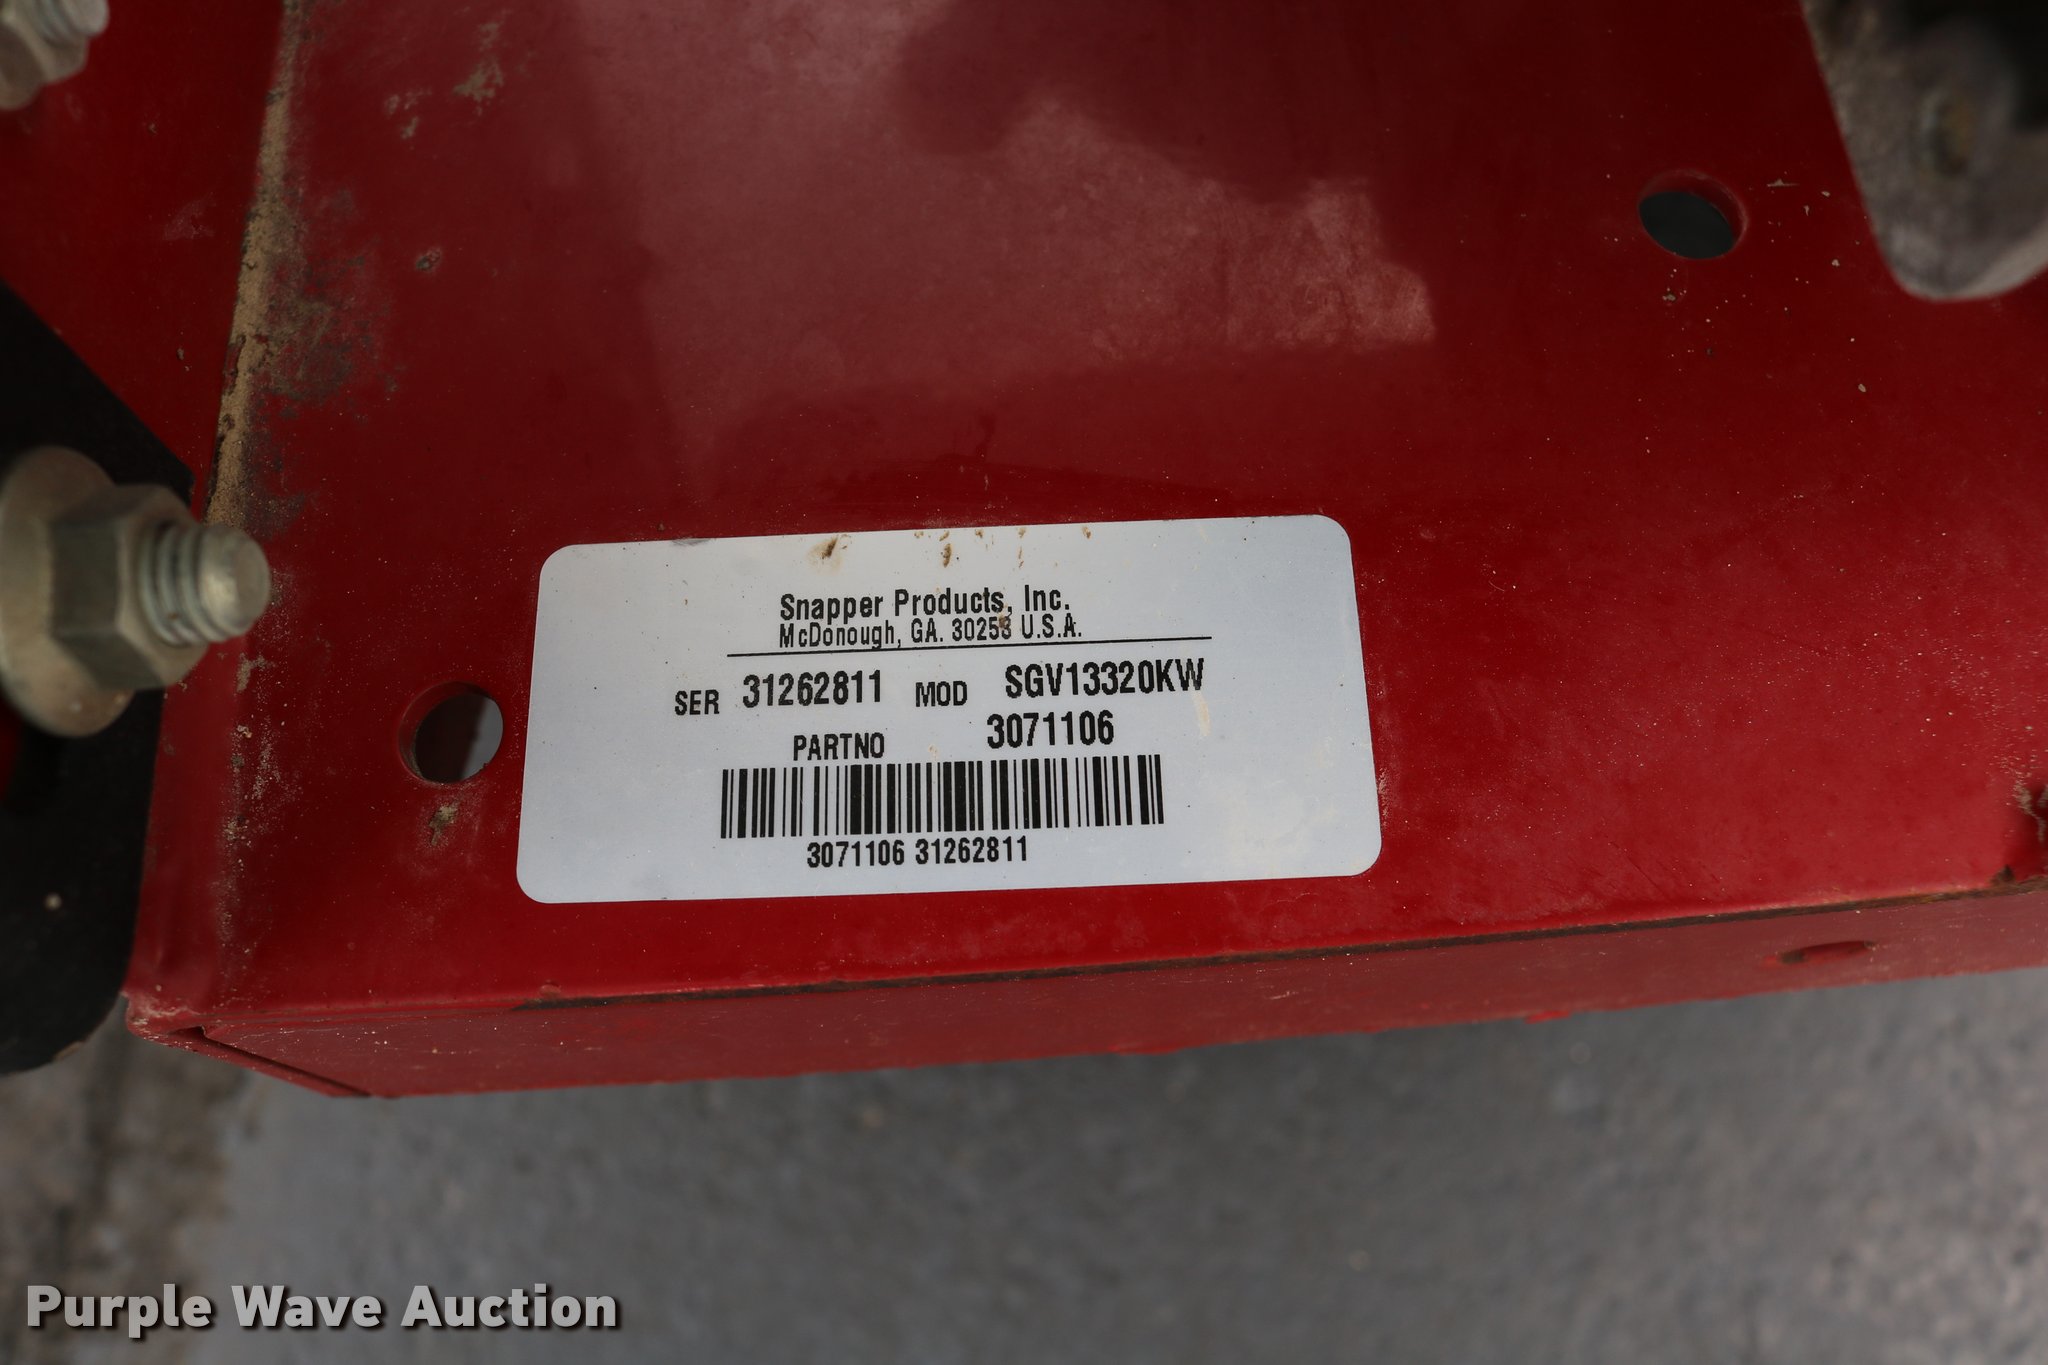 Snapper Products, Inc.
McDonough, GA. 30253 U.S.A.
SER 31262811 MOD SGV13320KW
PARTNO 3071106
3071106 31262811
Purple Wave Auction